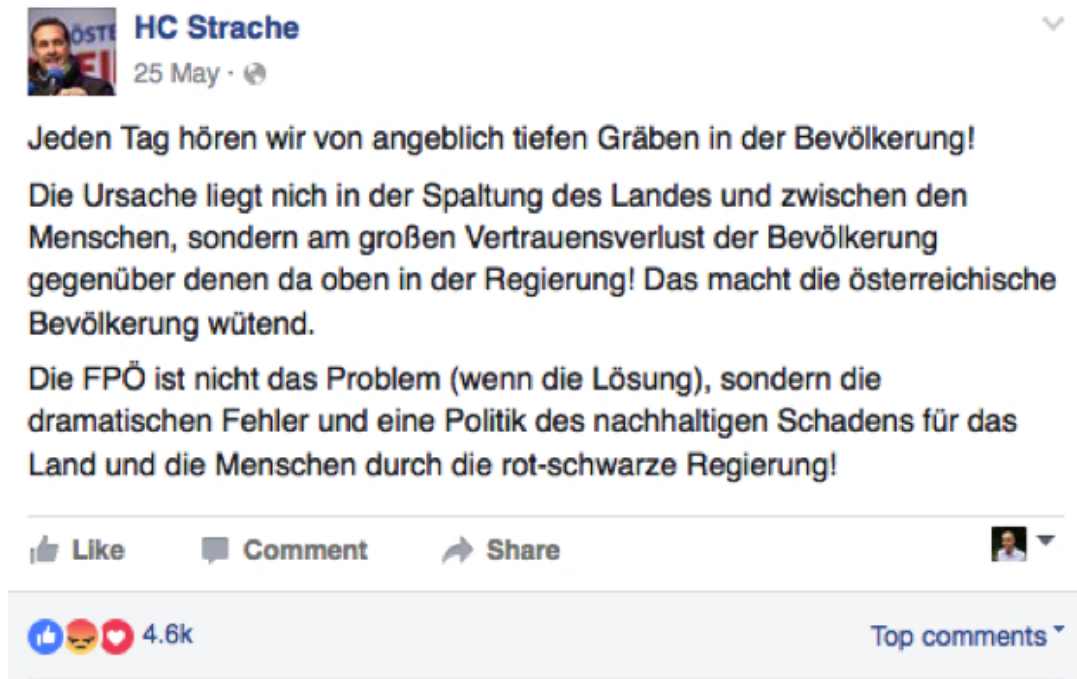 ÖSTE
EI
HC Strache
25 May ·
Jeden Tag hören wir von angeblich tiefen Gräben in der Bevölkerung!
Die Ursache liegt nich in der Spaltung des Landes und zwischen den
Menschen, sondern am großen Vertrauensverlust der Bevölkerung
gegenüber denen da oben in der Regierung! Das macht die österreichische
Bevölkerung wütend.
Die FPÖ ist nicht das Problem (wenn die Lösung), sondern die
dramatischen Fehler und eine Politik des nachhaltigen Schadens für das
Land und die Menschen durch die rot-schwarze Regierung!
Like Comment Share
4.6k Top comments